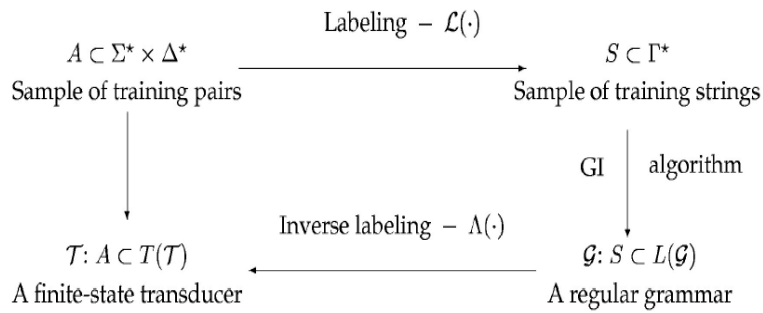 Labeling – ℒ(·)
A ⊂ Σ* × Δ*
Sample of training pairs
S ⊂ Γ*
Sample of training strings
GI algorithm
Inverse labeling – Λ(·)
𝒯: A ⊂ T(𝒯)
A finite-state transducer
𝒢: S ⊂ L(𝒢)
A regular grammar